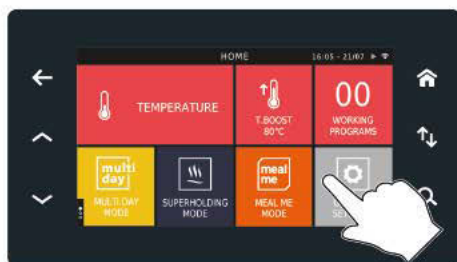 HOME 16:05 - 21/07
TEMPERATURE
T.BOOST
80°C
00
WORKING
PROGRAMS
multi
day
MULTI DAY
MODE
SUPERHOLDING
MODE
meal
me
MEAL ME
MODE